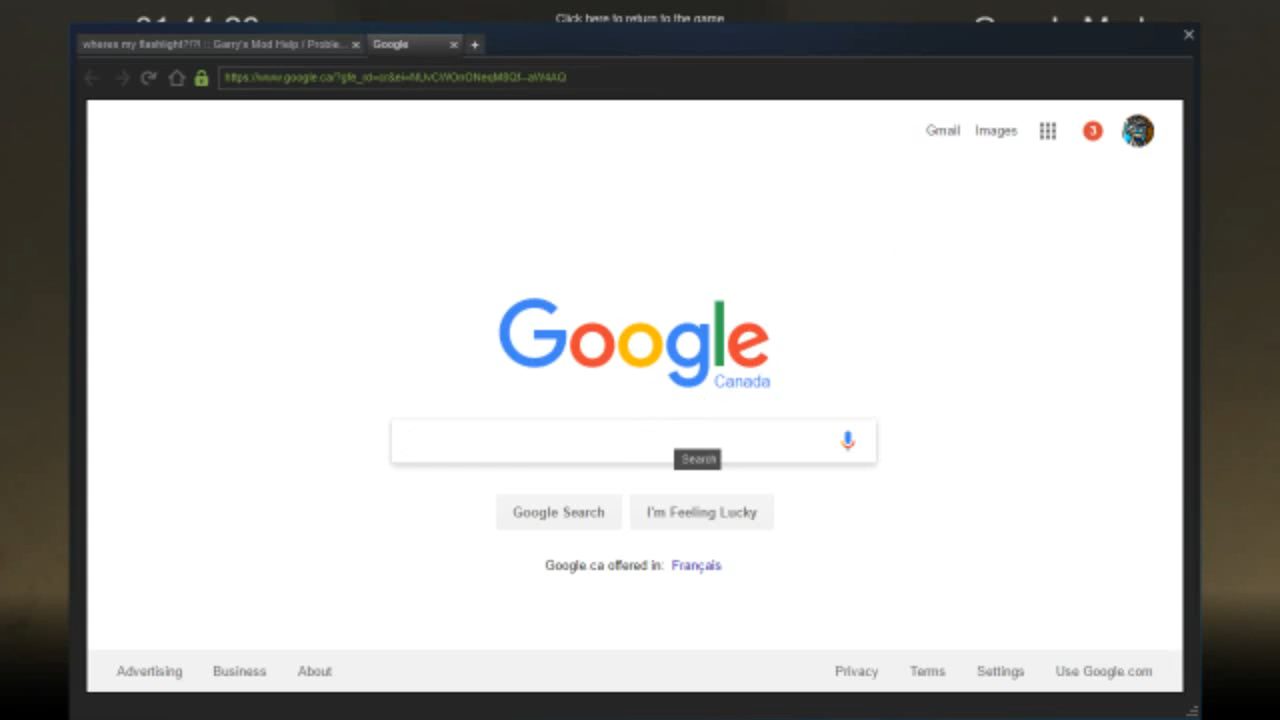 Click here to return to the game
wheres my flashlight?!?! :: Garry's Mod Help / Proble...
Google
Gmail
Images
3
Google
Canada
Search
Google Search
I'm Feeling Lucky
Google.ca offered in: Français
Advertising
Business
About
Privacy
Terms
Settings
Use Google.com